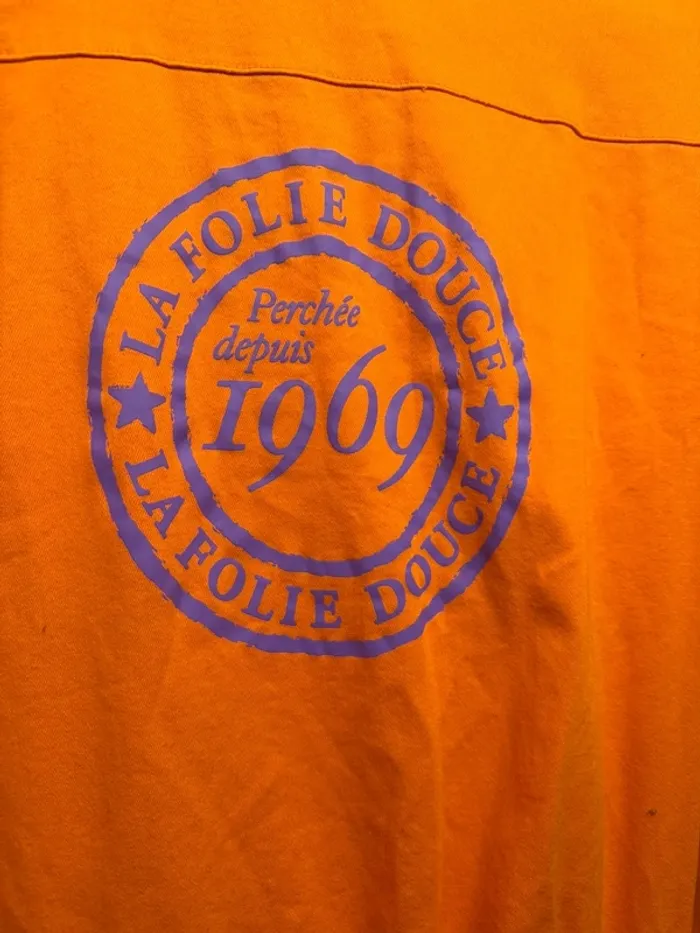 LA FOLIE DOUCE
Perchée
depuis
1969
LA FOLIE DOUCE